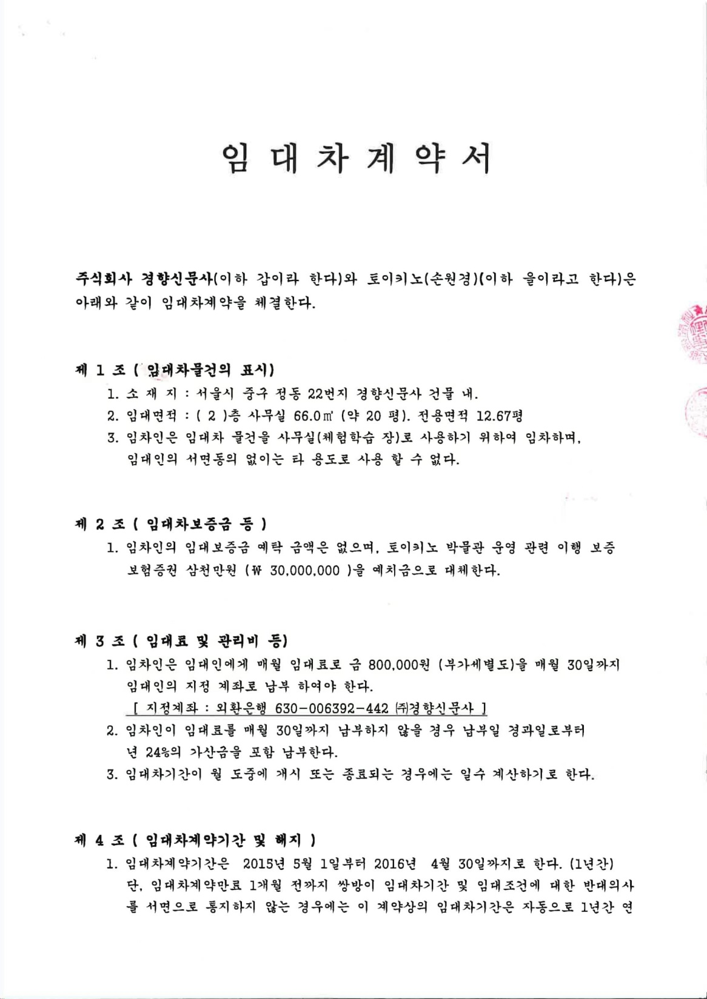 임 대 차 계 약 서
주식회사 경향신문사(이하 갑이라 한다)와 토이키노(손원경)(이하 을이라고 한다)은
아래와 같이 임대차계약을 체결한다.
제 1 조 ( 임대차물건의 표시)
1. 소 재 지 : 서울시 중구 정동 22번지 경향신문사 건물 내.
2. 임대면적 : ( 2 )층 사무실 66.0㎡ (약 20 평). 전용면적 12.67평
3. 임차인은 임대차 물건을 사무실(체험학습 장)로 사용하기 위하여 임차하며,
임대인의 서면동의 없이는 타 용도로 사용 할 수 없다.
제 2 조 ( 임대차보증금 등 )
1. 임차인의 임대보증금 예탁 금액은 없으며, 토이키노 박물관 운영 관련 이행 보증
보험증권 삼천만원 (₩ 30,000,000 )을 예치금으로 대체한다.
제 3 조 ( 임대료 및 관리비 등)
1. 임차인은 임대인에게 매월 임대료로 금 800,000원 (부가세별도)을 매월 30일까지
임대인의 지정 계좌로 납부 하여야 한다.
[ 지정계좌 : 외환은행 630-006392-442 ㈜경향신문사 ]
2. 임차인이 임대료를 매월 30일까지 납부하지 않을 경우 납부일 경과일로부터
년 24%의 가산금을 포함 납부한다.
3. 임대차기간이 월 도중에 개시 또는 종료되는 경우에는 일수 계산하기로 한다.
제 4 조 ( 임대차계약기간 및 해지 )
1. 임대차계약기간은 2015년 5월 1일부터 2016년 4월 30일까지로 한다. (1년간)
단, 임대차계약만료 1개월 전까지 쌍방이 임대차기간 및 임대조건에 대한 반대의사
를 서면으로 통지하지 않는 경우에는 이 계약상의 임대차기간은 자동으로 1년간 연